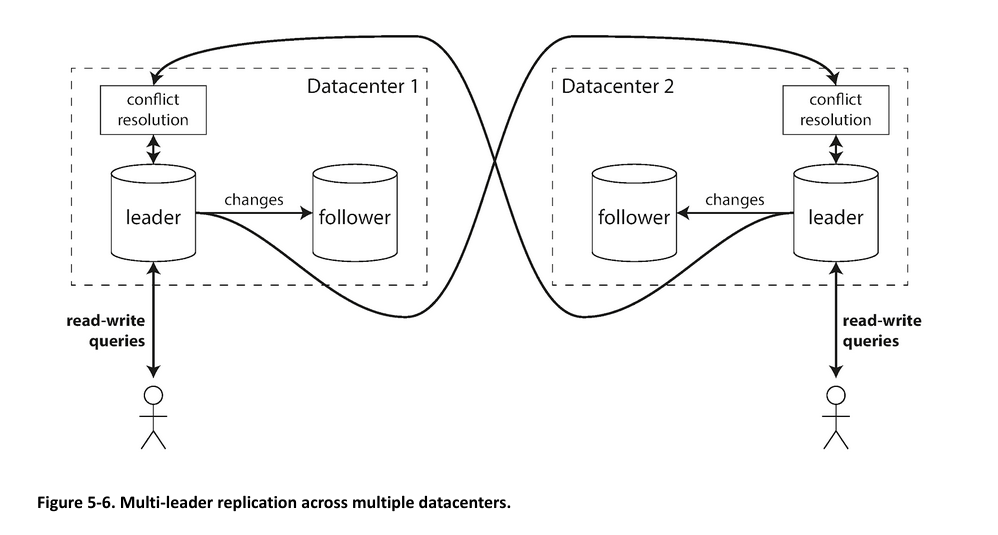 Datacenter 1
conflict
resolution
changes
leader
follower
read-write
queries
Datacenter 2
conflict
resolution
changes
follower
leader
read-write
queries
Figure 5-6. Multi-leader replication across multiple datacenters.